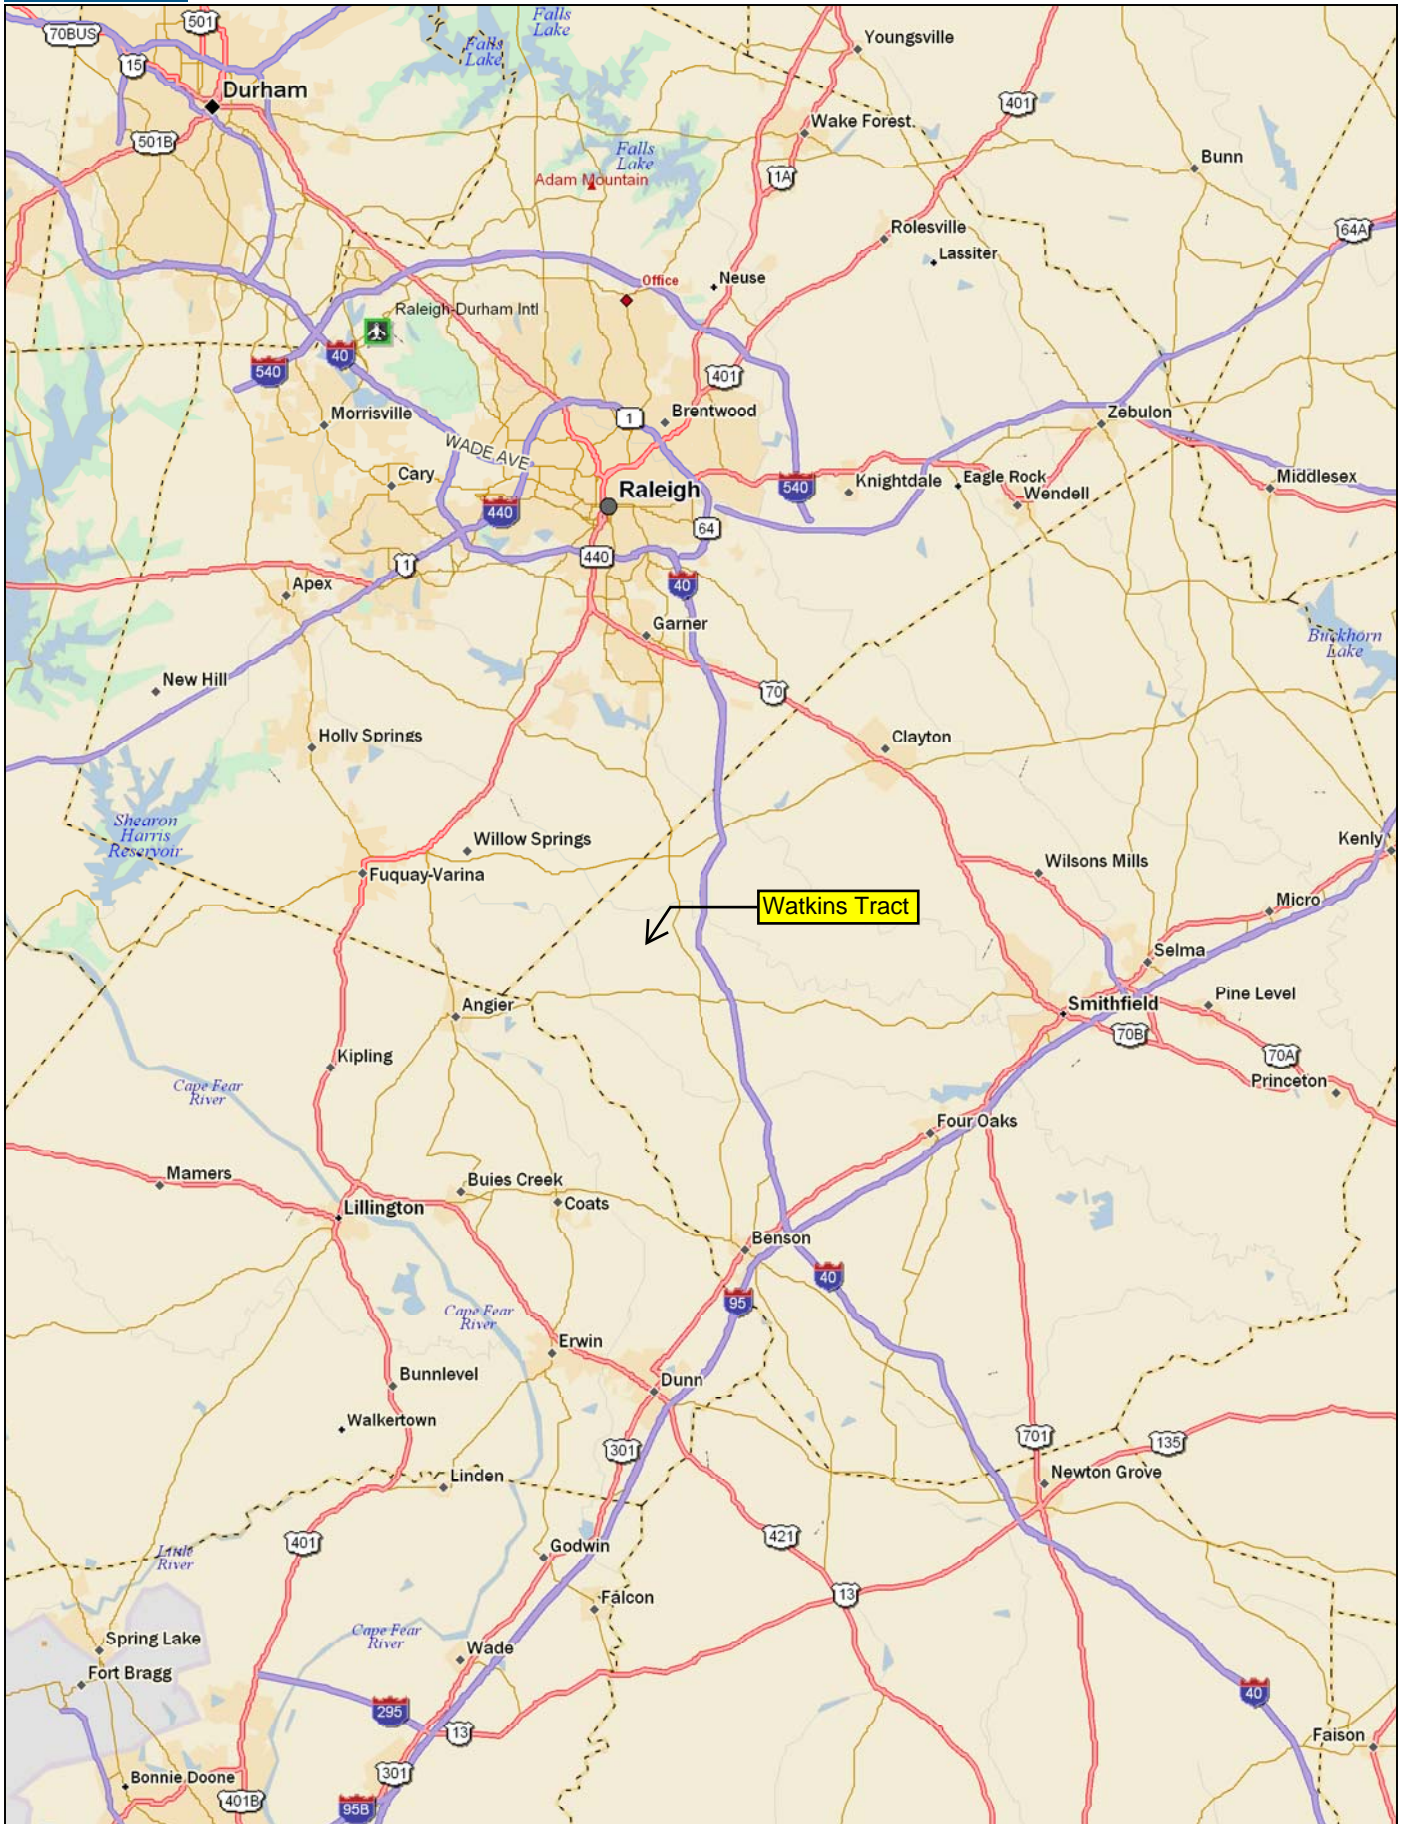 70BUS
501
Falls
Lake
Falls
Lake
Youngsville
15
Durham
401
501B
Wake Forest.
Falls
Lake
Bunn
Adam Mountain
1A
Rolesville
64A
Lassiter
Office
Neuse
Raleigh-Durham Intl
40
540
401
Morrisville
1
Brentwood
Zebulon
WADE AVE
Cary
Raleigh
540
Knightdale
Eagle Rock
Wendell
Middlesex
440
64
440
1
40
Apex
Garner
Buckhorn
Lake
New Hill
70
Holly Springs
Clayton
Shearon
Harris
Reservoir
Willow Springs
Kenly
Wilsons Mills
Fuquay-Varina
Watkins Tract
Micro
Selma
Angier
Smithfield
Pine Level
70B
Kipling
70A
Princeton
Cape Fear
River
Four Oaks
Mamers
Buies Creek
Coats
Lillington
Benson
40
95
Cape Fear
River
Erwin
Bunnlevel
Dunn
Walkertown
701
135
301
Linden
Newton Grove
401
421
Little
River
Godwin
13
Falcon
Cape Fear
River
Spring Lake
Wade
Fort Bragg
40
295
13
Faison
301
Bonnie Doone
401B
95B